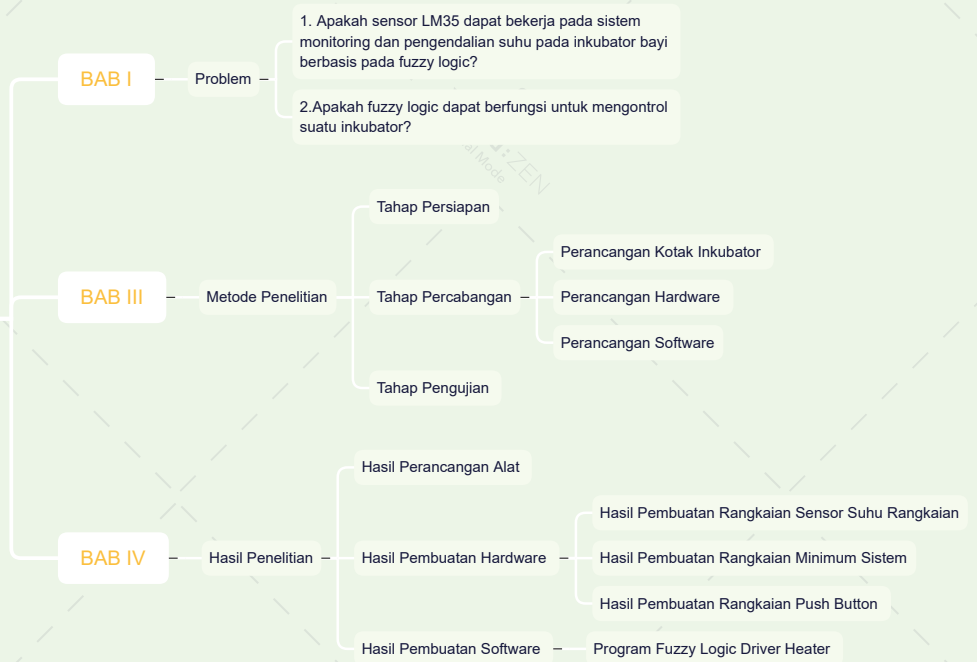 1. Apakah sensor LM35 dapat bekerja pada sistem
monitoring dan pengendalian suhu pada inkubator bayi
berbasis pada fuzzy logic?
BAB I
Problem
2.Apakah fuzzy logic dapat berfungsi untuk mengontrol
suatu inkubator?
Tahap Persiapan
Perancangan Kotak Inkubator
BAB III
Metode Penelitian
Tahap Percabangan
Perancangan Hardware
Perancangan Software
Tahap Pengujian
Hasil Perancangan Alat
Hasil Pembuatan Rangkaian Sensor Suhu Rangkaian
BAB IV
Hasil Penelitian
Hasil Pembuatan Hardware
Hasil Pembuatan Rangkaian Minimum Sistem
Hasil Pembuatan Rangkaian Push Button
Hasil Pembuatan Software
Program Fuzzy Logic Driver Heater